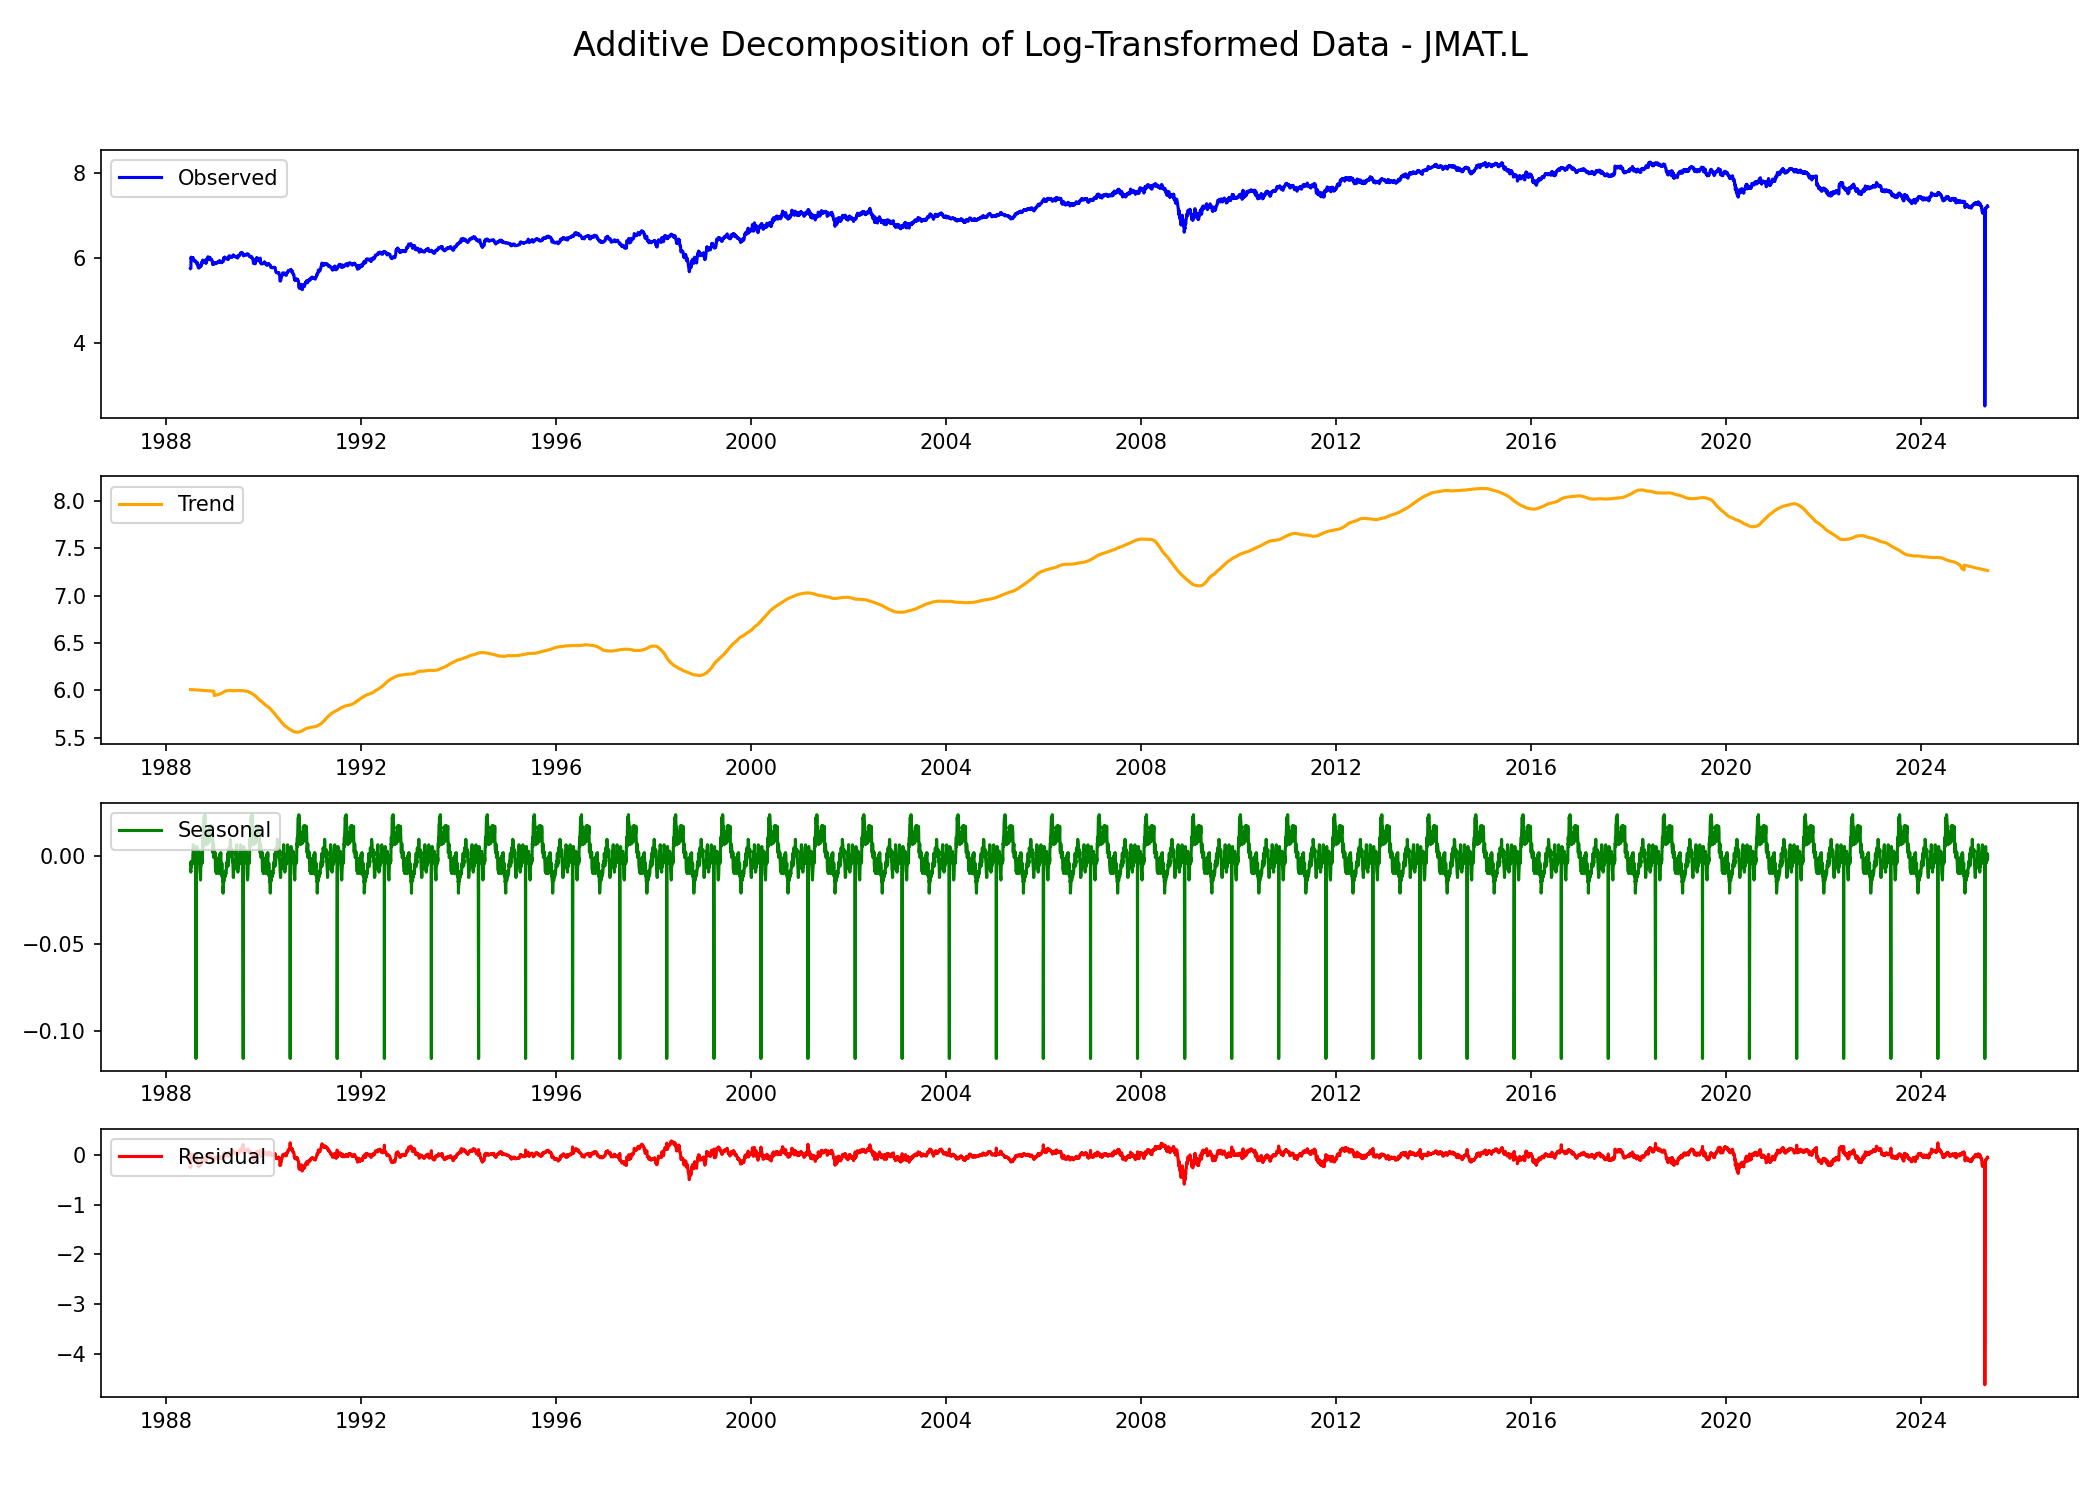 Additive Decomposition of Log-Transformed Data - JMAT.L
Observed
8
6
4
1988 1992 1996 2000 2004 2008 2012 2016 2020 2024
Trend
8.0
7.5
7.0
6.5
6.0
5.5
1988 1992 1996 2000 2004 2008 2012 2016 2020 2024
Seasonal
0.00
−0.05
−0.10
1988 1992 1996 2000 2004 2008 2012 2016 2020 2024
Residual
0
−1
−2
−3
−4
1988 1992 1996 2000 2004 2008 2012 2016 2020 2024